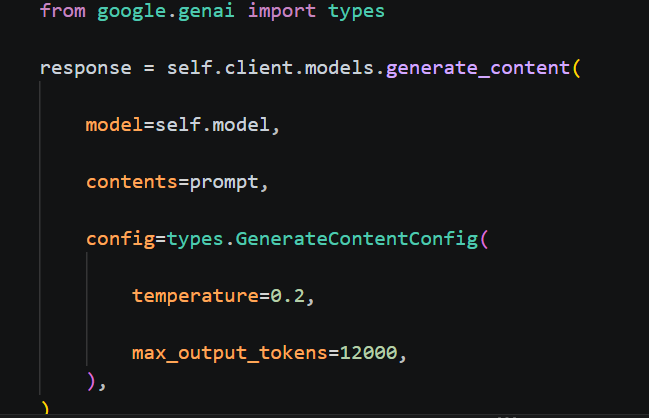 from google.genai import types
response = self.client.models.generate_content(
model=self.model,
contents=prompt,
config=types.GenerateContentConfig(
temperature=0.2,
max_output_tokens=12000,
),
)